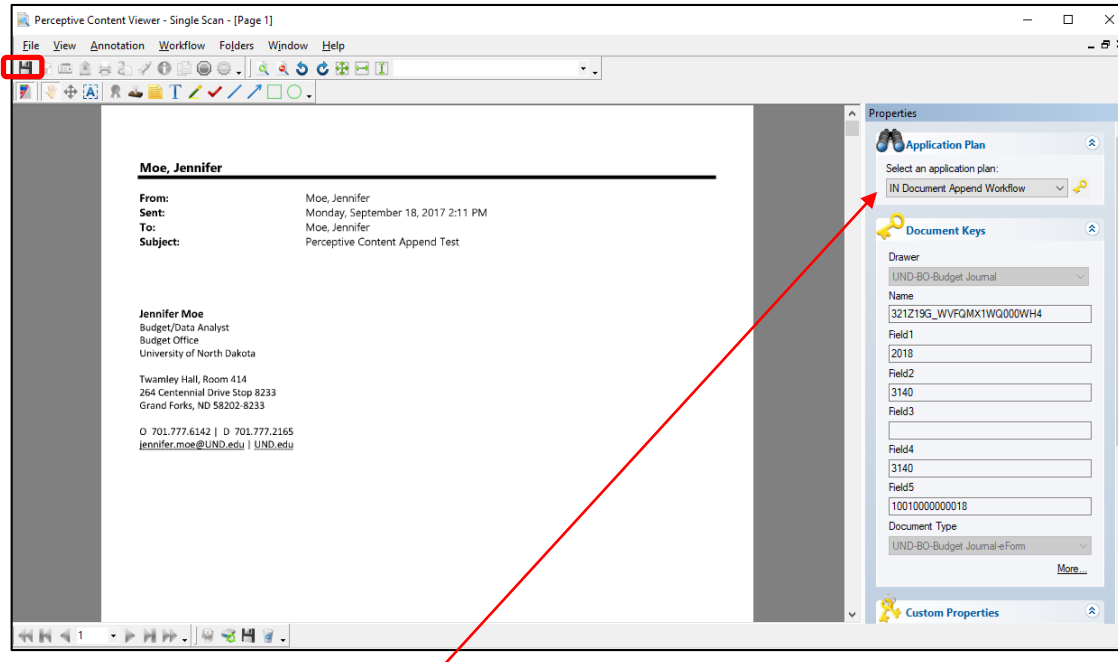 Perceptive Content Viewer - Single Scan - [Page 1]
File View Annotation Workflow Folders Window Help
Properties
Application Plan
Select an application plan:
IN Document Append Workflow
Document Keys
Drawer
UND-BO-Budget Journal
Name
321Z19G_WVFQMX1WQ000WH4
Field1
2018
Field2
3140
Field3
Field4
3140
Field5
10010000000018
Document Type
UND-BO-Budget Journal-eForm
More...
Custom Properties
Moe, Jennifer
From: Moe, Jennifer
Sent: Monday, September 18, 2017 2:11 PM
To: Moe, Jennifer
Subject: Perceptive Content Append Test
Jennifer Moe
Budget/Data Analyst
Budget Office
University of North Dakota
Twamley Hall, Room 414
264 Centennial Drive Stop 8233
Grand Forks, ND 58202-8233
O 701.777.6142 | D 701.777.2165
jennifer.moe@UND.edu | UND.edu
1